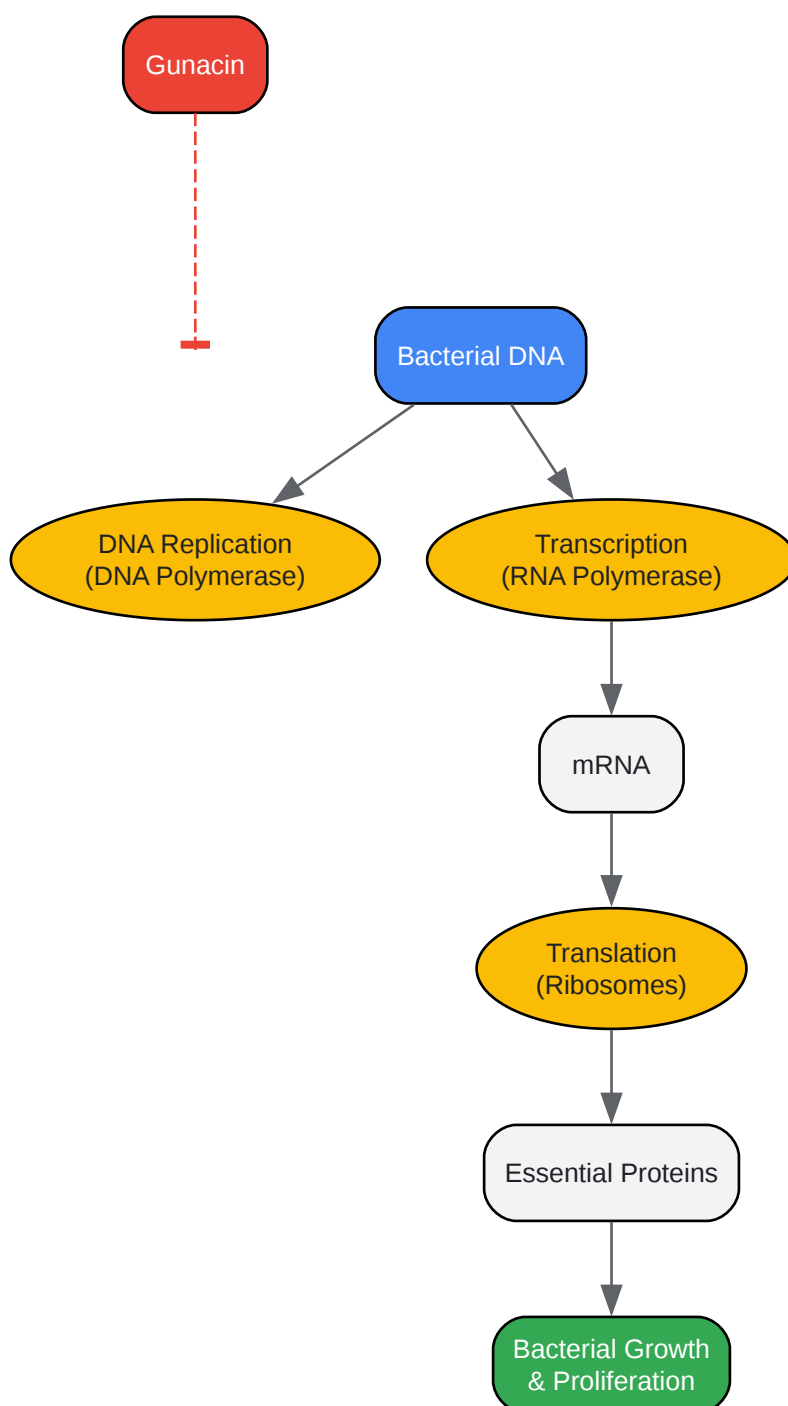 Gunacin
Bacterial DNA
DNA Replication
(DNA Polymerase)
Transcription
(RNA Polymerase)
mRNA
Translation
(Ribosomes)
Essential Proteins
Bacterial Growth
& Proliferation